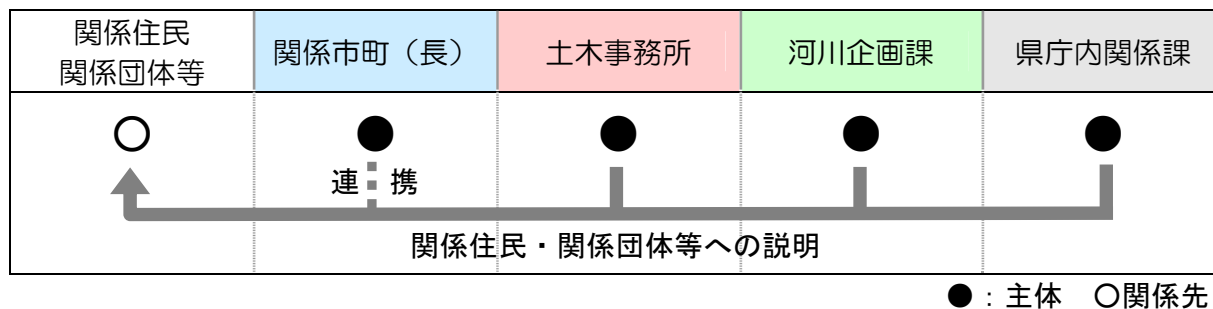 関係住民
関係団体等
関係市町（長）
土木事務所
河川企画課
県庁内関係課
連携
関係住民・関係団体等への説明
●：主体　○関係先